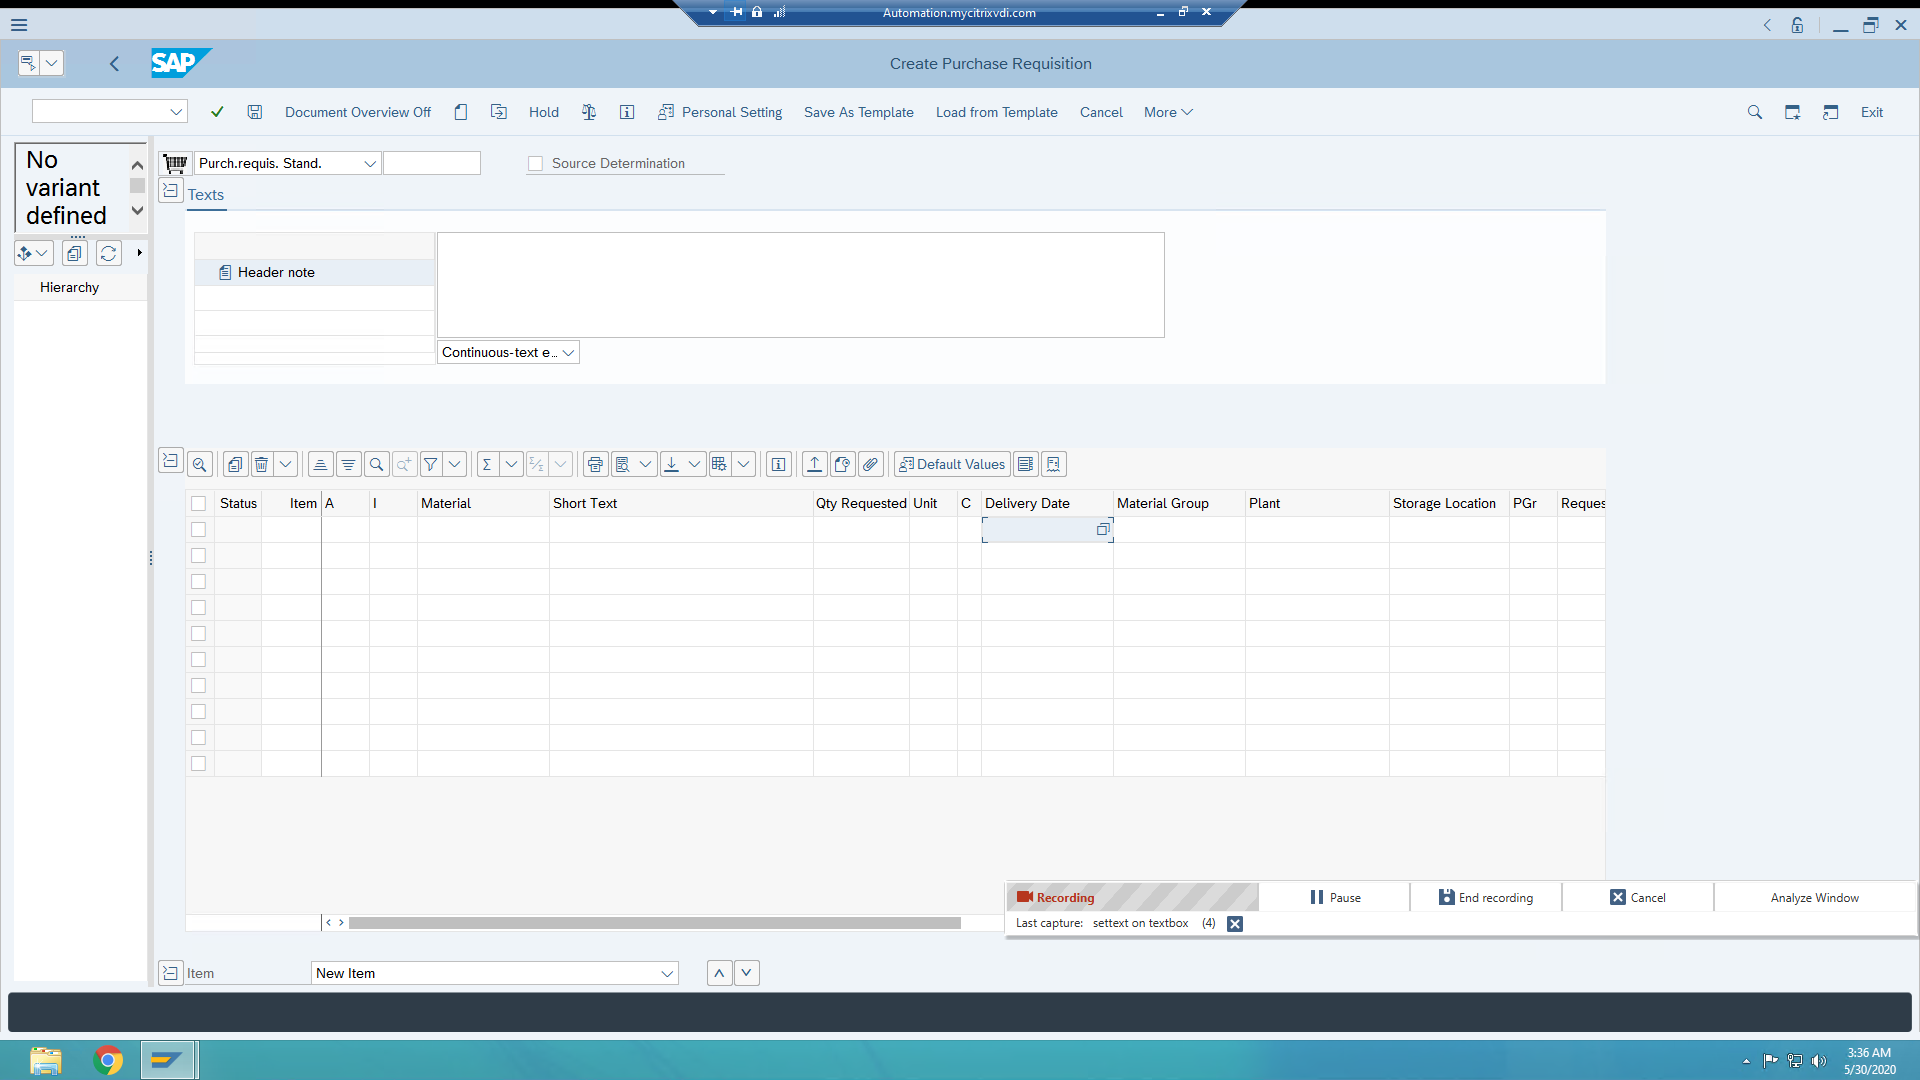 Automation.mycitrixvdi.com
SAP
Create Purchase Requisition
Document Overview Off
Hold
Personal Setting
Save As Template
Load from Template
Cancel
More
Exit
No
variant
defined
Purch.requis. Stand.
Source Determination
Texts
Header note
Continuous-text e...
Hierarchy
Default Values
Status Item A I Material Short Text Qty Requested Unit C Delivery Date Material Group Plant Storage Location PGr Reques
Recording
Pause
End recording
Cancel
Analyze Window
Last capture: settext on textbox (4)
Item
New Item
3:36 AM
5/30/2020